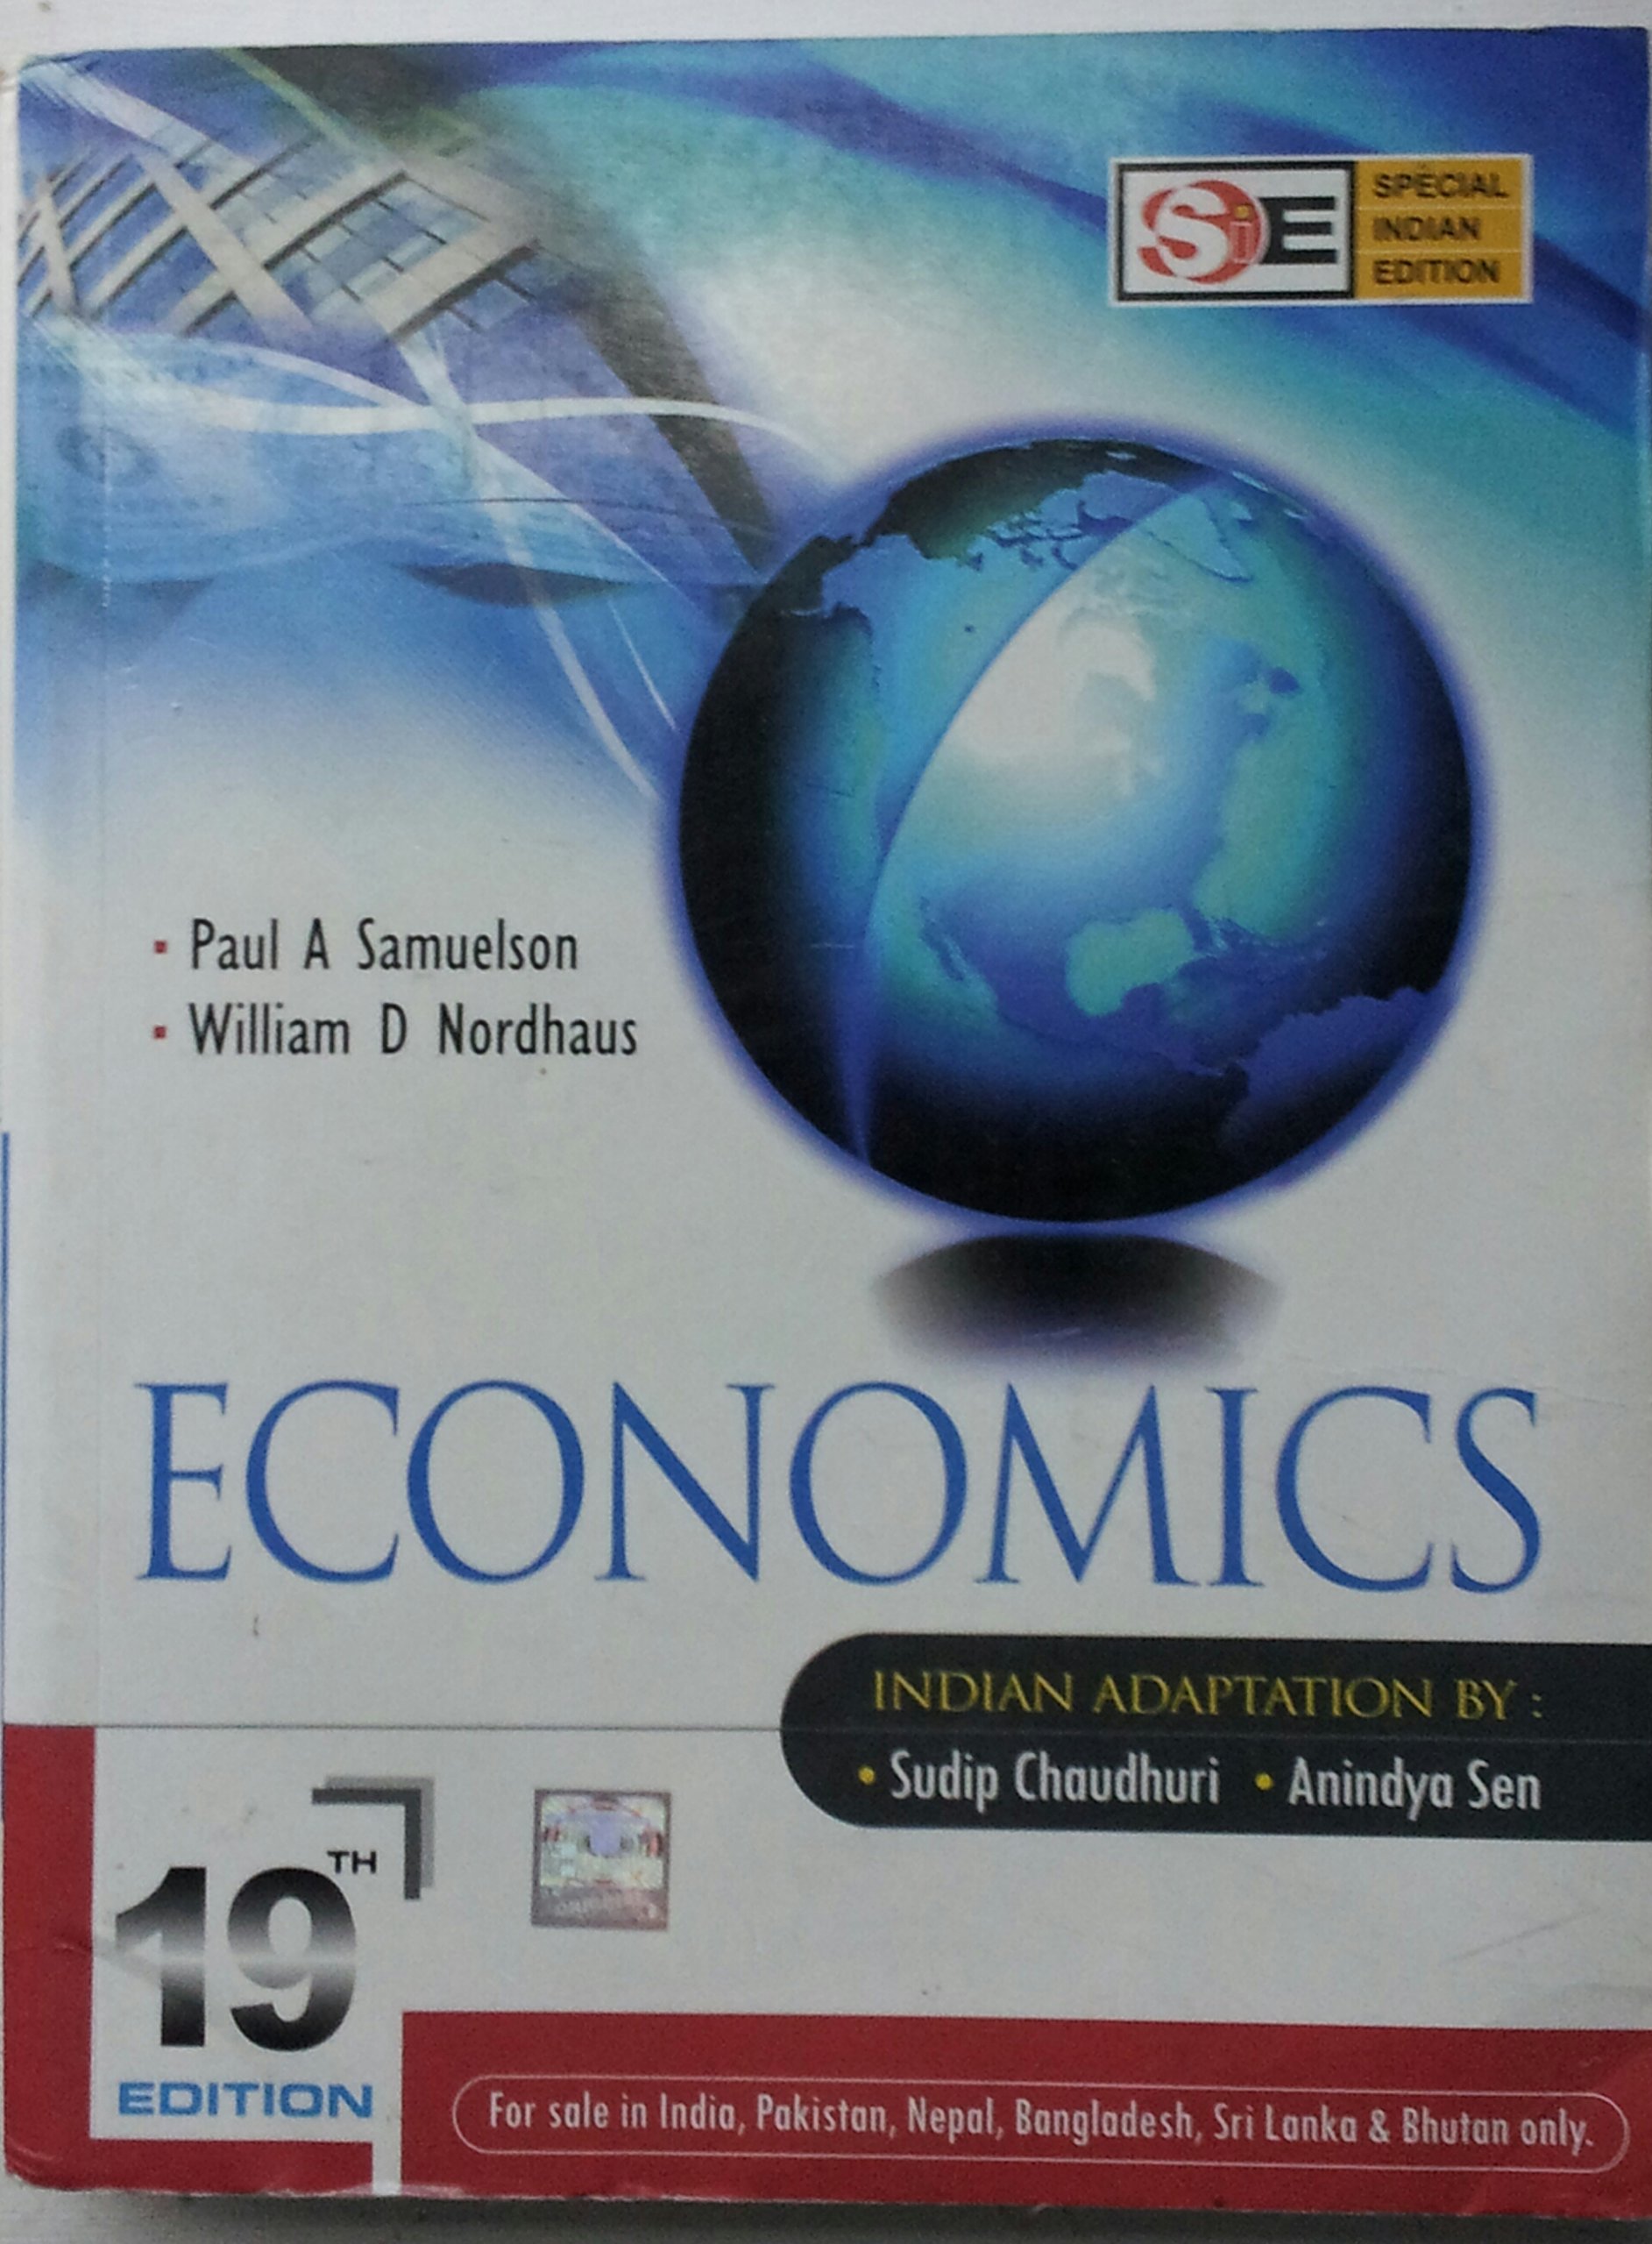 SiE
SPECIAL
INDIAN
EDITION
▪ Paul A Samuelson
▪ William D Nordhaus
ECONOMICS
INDIAN ADAPTATION BY :
• Sudip Chaudhuri • Anindya Sen
19TH
EDITION
For sale in India, Pakistan, Nepal, Bangladesh, Sri Lanka & Bhutan only.